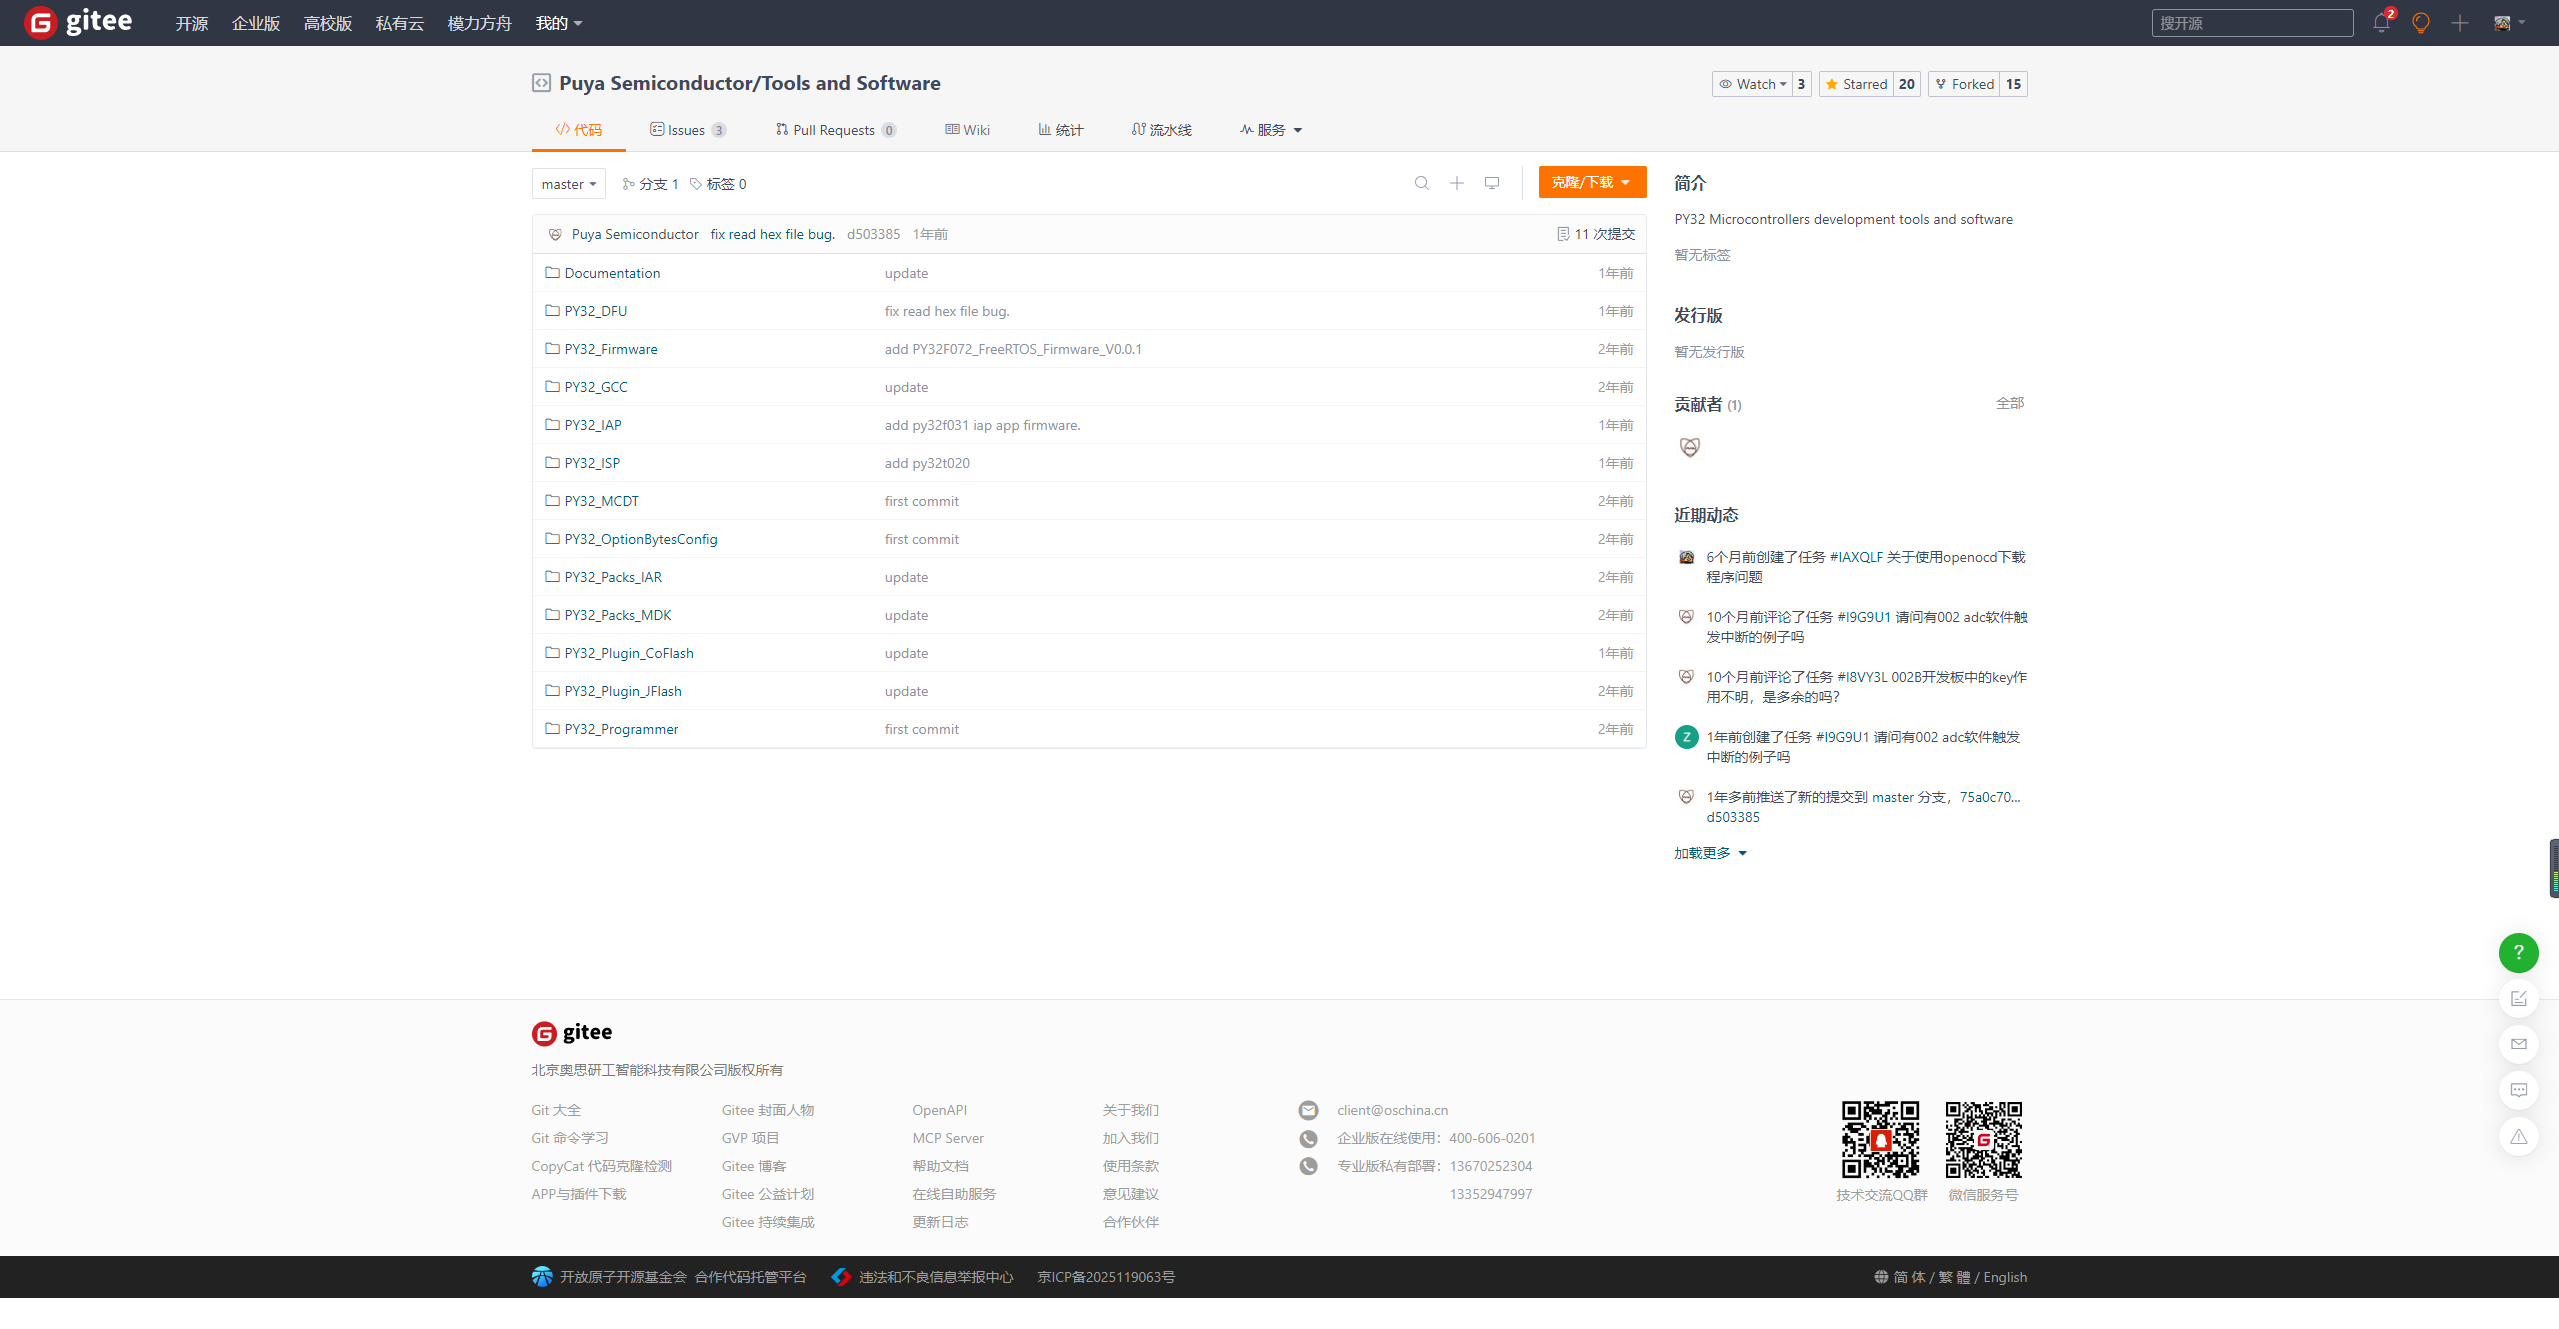 gitee 开源 企业版 高校版 私有云 模力方舟 我的 搜开源 2
Puya Semiconductor/Tools and Software Watch 3 Starred 20 Forked 15
代码 Issues 3 Pull Requests 0 Wiki 统计 流水线 服务
master 分支 1 标签 0 克隆/下载
Puya Semiconductor fix read hex file bug. d503385 1年前 11 次提交
Documentation update 1年前
PY32_DFU fix read hex file bug. 1年前
PY32_Firmware add PY32F072_FreeRTOS_Firmware_V0.0.1 2年前
PY32_GCC update 2年前
PY32_IAP add py32f031 iap app firmware. 1年前
PY32_ISP add py32t020 1年前
PY32_MCDT first commit 2年前
PY32_OptionBytesConfig first commit 2年前
PY32_Packs_IAR update 2年前
PY32_Packs_MDK update 2年前
PY32_Plugin_CoFlash update 1年前
PY32_Plugin_JFlash update 2年前
PY32_Programmer first commit 2年前
简介
PY32 Microcontrollers development tools and software
暂无标签
发行版
暂无发行版
贡献者 (1) 全部
近期动态
6个月前创建了任务 #IAXQLF 关于使用openocd下载
程序问题
10个月前评论了任务 #I9G9U1 请问有002 adc软件触
发中断的例子吗
10个月前评论了任务 #I8VY3L 002B开发板中的key作
用不明，是多余的吗?
Z
1年前创建了任务 #I9G9U1 请问有002 adc软件触发
中断的例子吗
1年多前推送了新的提交到 master 分支，75a0c70...
d503385
加载更多
?
gitee
北京奥思研工智能科技有限公司版权所有
Git 大全 Gitee 封面人物 OpenAPI 关于我们 client@oschina.cn
Git 命令学习 GVP 项目 MCP Server 加入我们 企业版在线使用：400-606-0201
CopyCat 代码克隆检测 Gitee 博客 帮助文档 使用条款 专业版私有部署：13670252304
APP与插件下载 Gitee 公益计划 在线自助服务 意见建议 13352947997 技术交流QQ群 微信服务号
Gitee 持续集成 更新日志 合作伙伴
开放原子开源基金会 合作代码托管平台 违法和不良信息举报中心 京ICP备2025119063号 简 体 / 繁 體 / English